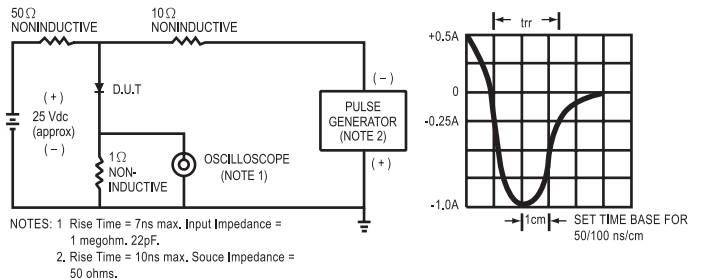 50Ω
NONINDUCTIVE
10Ω
NONINDUCTIVE
(+)
25 Vdc
(approx)
(−)
D.U.T
1Ω
NON-
INDUCTIVE
OSCILLOSCOPE
(NOTE 1)
(−)
PULSE
GENERATOR
(NOTE 2)
(+)
NOTES: 1 Rise Time = 7ns max. Input Impedance =
1 megohm. 22pF.
2. Rise Time = 10ns max. Souce Impedance =
50 ohms.
trr
+0.5A
0
-0.25A
-1.0A
1cm
SET TIME BASE FOR
50/100 ns/cm